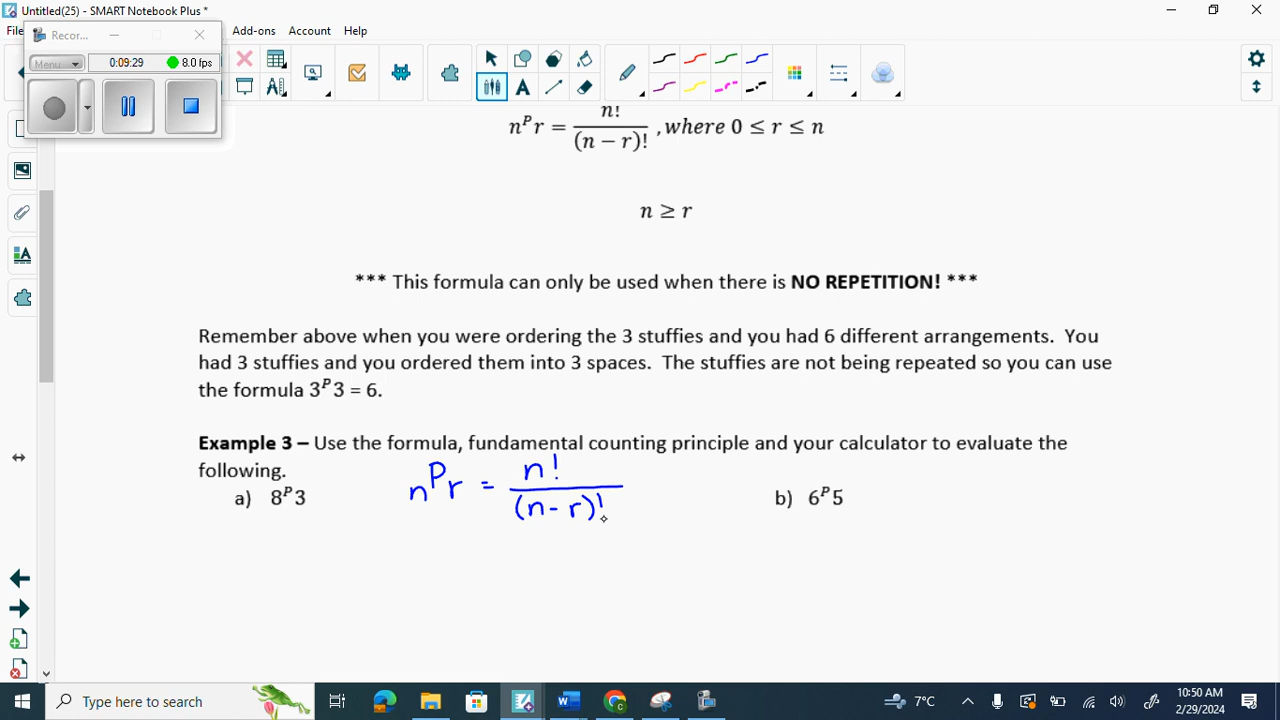 Untitled(25) - SMART Notebook Plus *
File Add-ons Account Help
Recor...
Menu 0:09:29 8.0 fps
nPr = n!/(n − r)! , where 0 ≤ r ≤ n
n ≥ r
*** This formula can only be used when there is NO REPETITION! ***
Remember above when you were ordering the 3 stuffies and you had 6 different arrangements. You
had 3 stuffies and you ordered them into 3 spaces. The stuffies are not being repeated so you can use
the formula 3ᴾ3 = 6.
Example 3 – Use the formula, fundamental counting principle and your calculator to evaluate the
following.
nPr = n!/(n-r)!
a) 8ᴾ3 b) 6ᴾ5
Type here to search
7°C
10:50 AM
2/29/2024